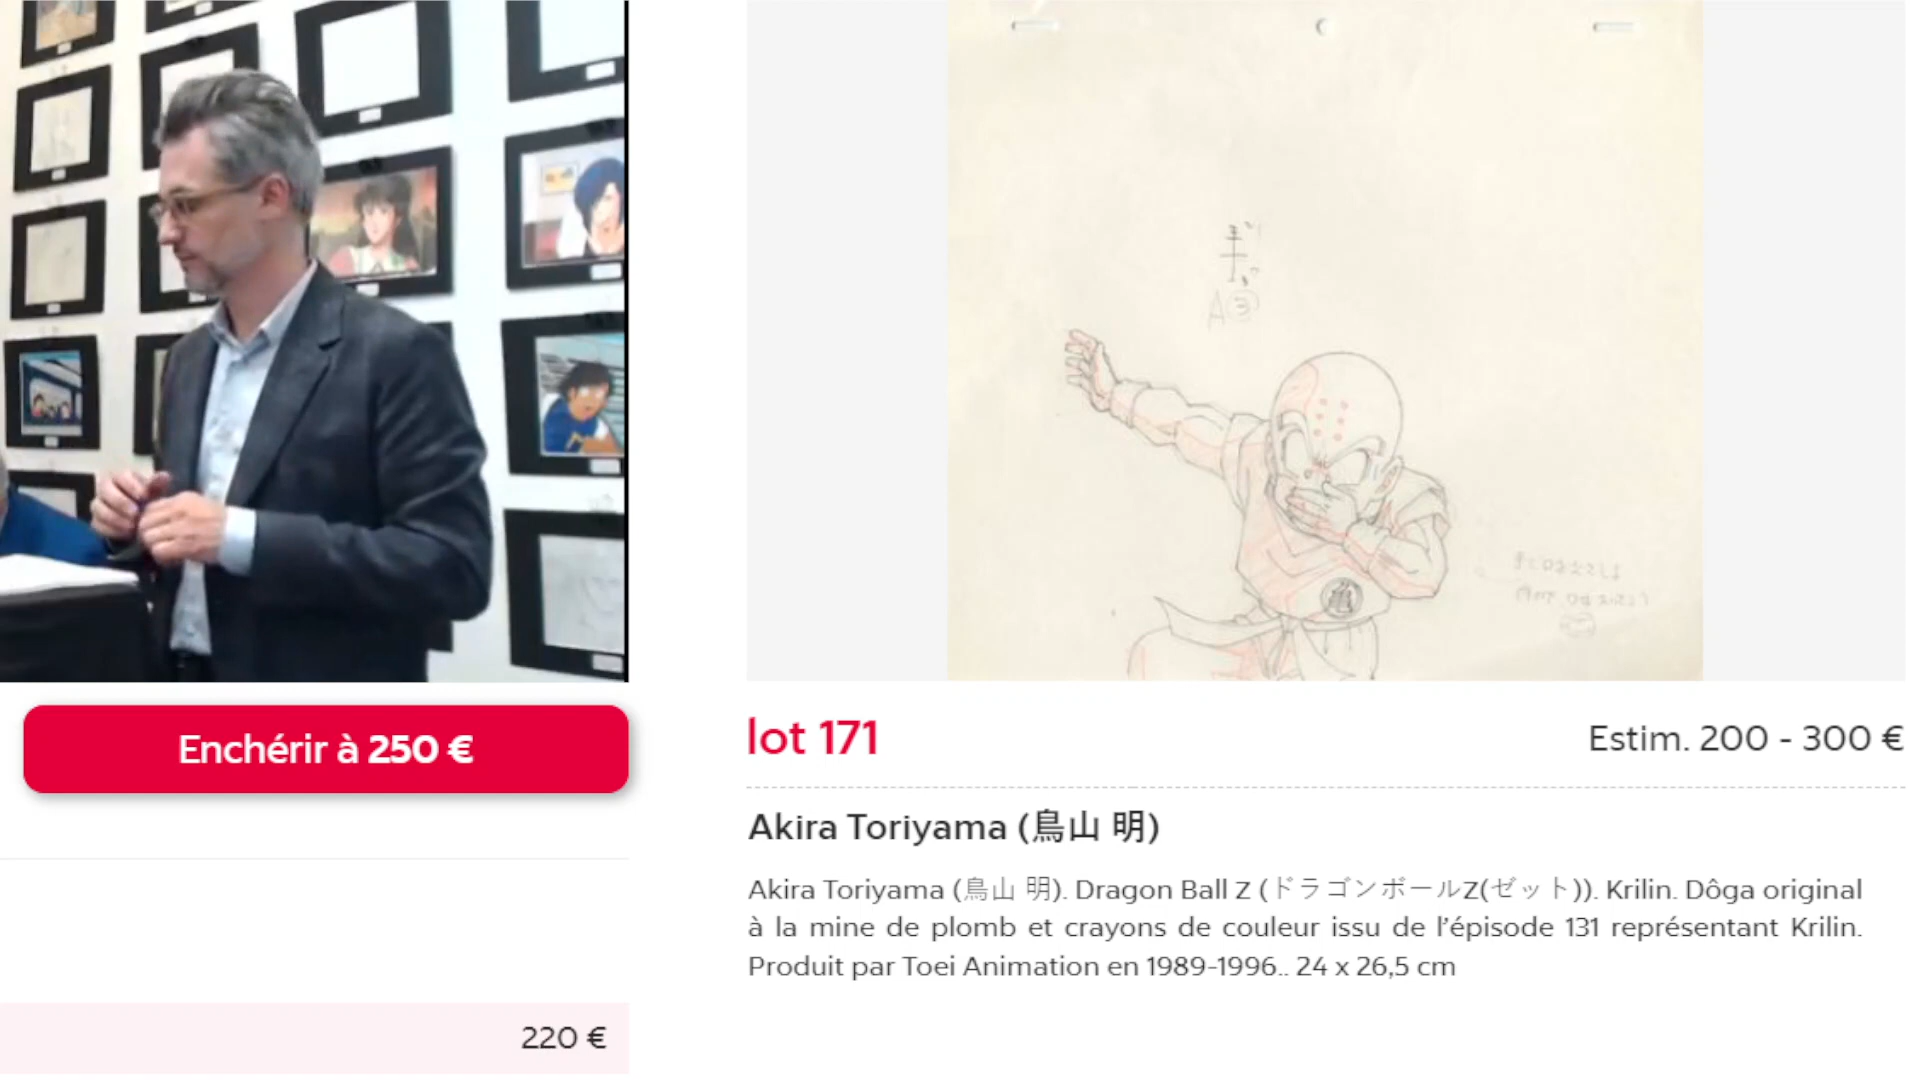 Enchérir à 250 €
220 €
A③
lot 171
Estim. 200 - 300 €
Akira Toriyama (鳥山 明)
Akira Toriyama (鳥山 明). Dragon Ball Z (ドラゴンボールZ(ゼット)). Krilin. Dôga original
à la mine de plomb et crayons de couleur issu de l'épisode 131 représentant Krilin.
Produit par Toei Animation en 1989-1996.. 24 x 26,5 cm